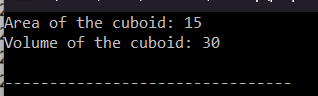 Area of the cuboid: 15
Volume of the cuboid: 30
--------------------------------